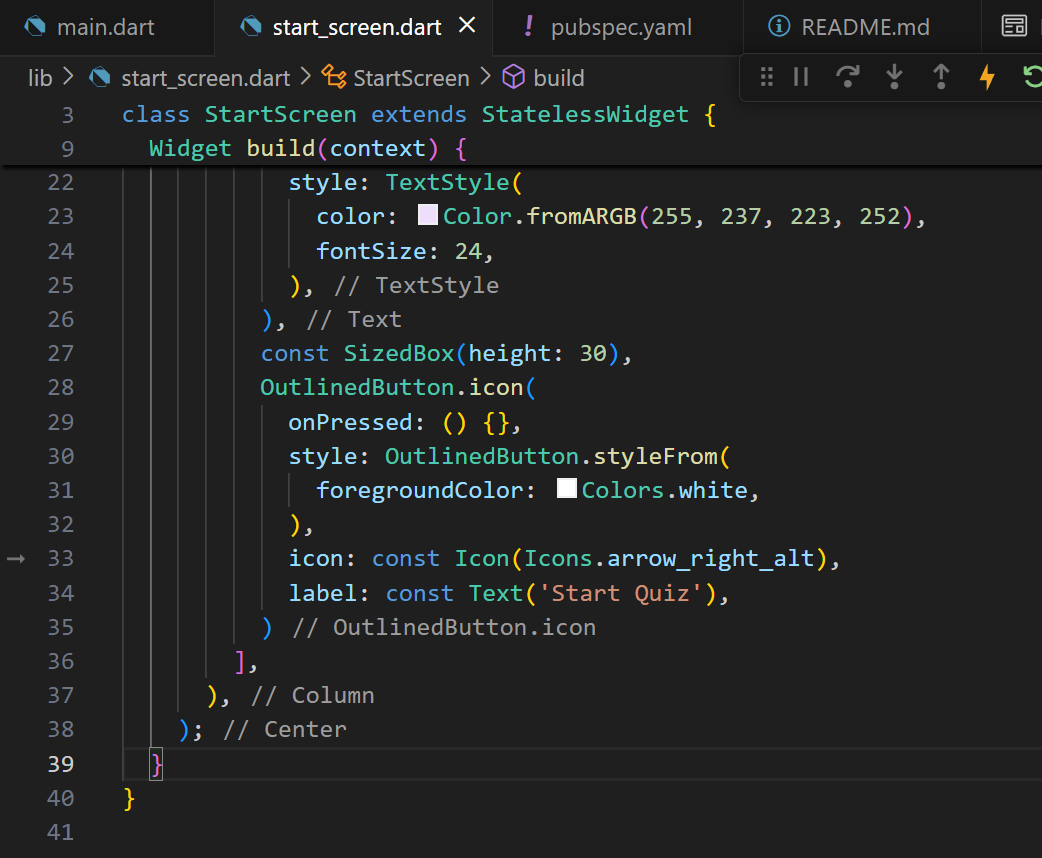 main.dart start_screen.dart × ! pubspec.yaml README.md
lib > start_screen.dart > StartScreen > build
3 class StartScreen extends StatelessWidget {
9 Widget build(context) {
22 style: TextStyle(
23 color: Color.fromARGB(255, 237, 223, 252),
24 fontSize: 24,
25 ), // TextStyle
26 ), // Text
27 const SizedBox(height: 30),
28 OutlinedButton.icon(
29 onPressed: () {},
30 style: OutlinedButton.styleFrom(
31 foregroundColor: Colors.white,
32 ),
33 icon: const Icon(Icons.arrow_right_alt),
34 label: const Text('Start Quiz'),
35 ) // OutlinedButton.icon
36 ],
37 ), // Column
38 ); // Center
39 }
40 }
41